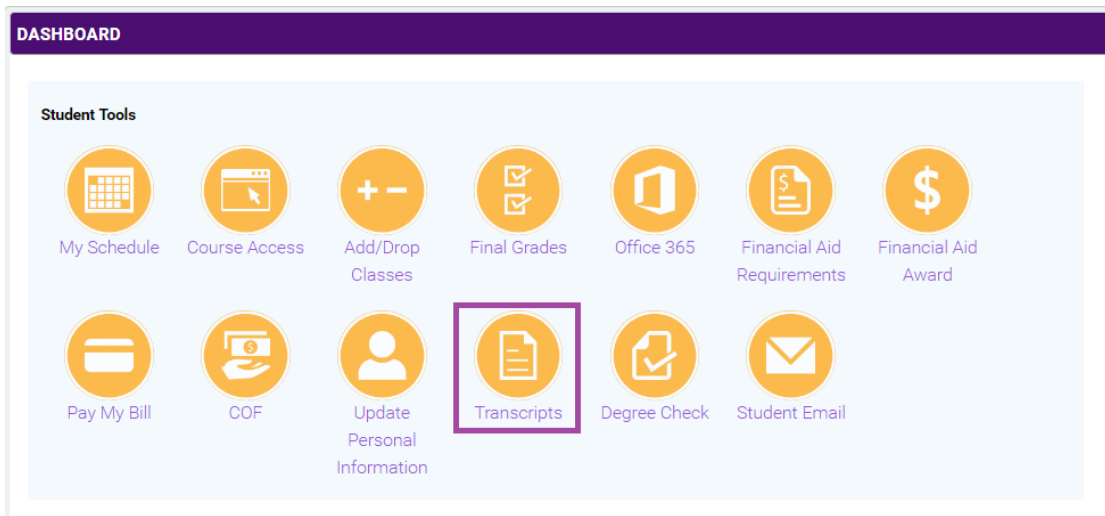 DASHBOARD
Student Tools
My Schedule
Course Access
Add/Drop
Classes
Final Grades
Office 365
Financial Aid
Requirements
Financial Aid
Award
Pay My Bill
COF
Update
Personal
Information
Transcripts
Degree Check
Student Email